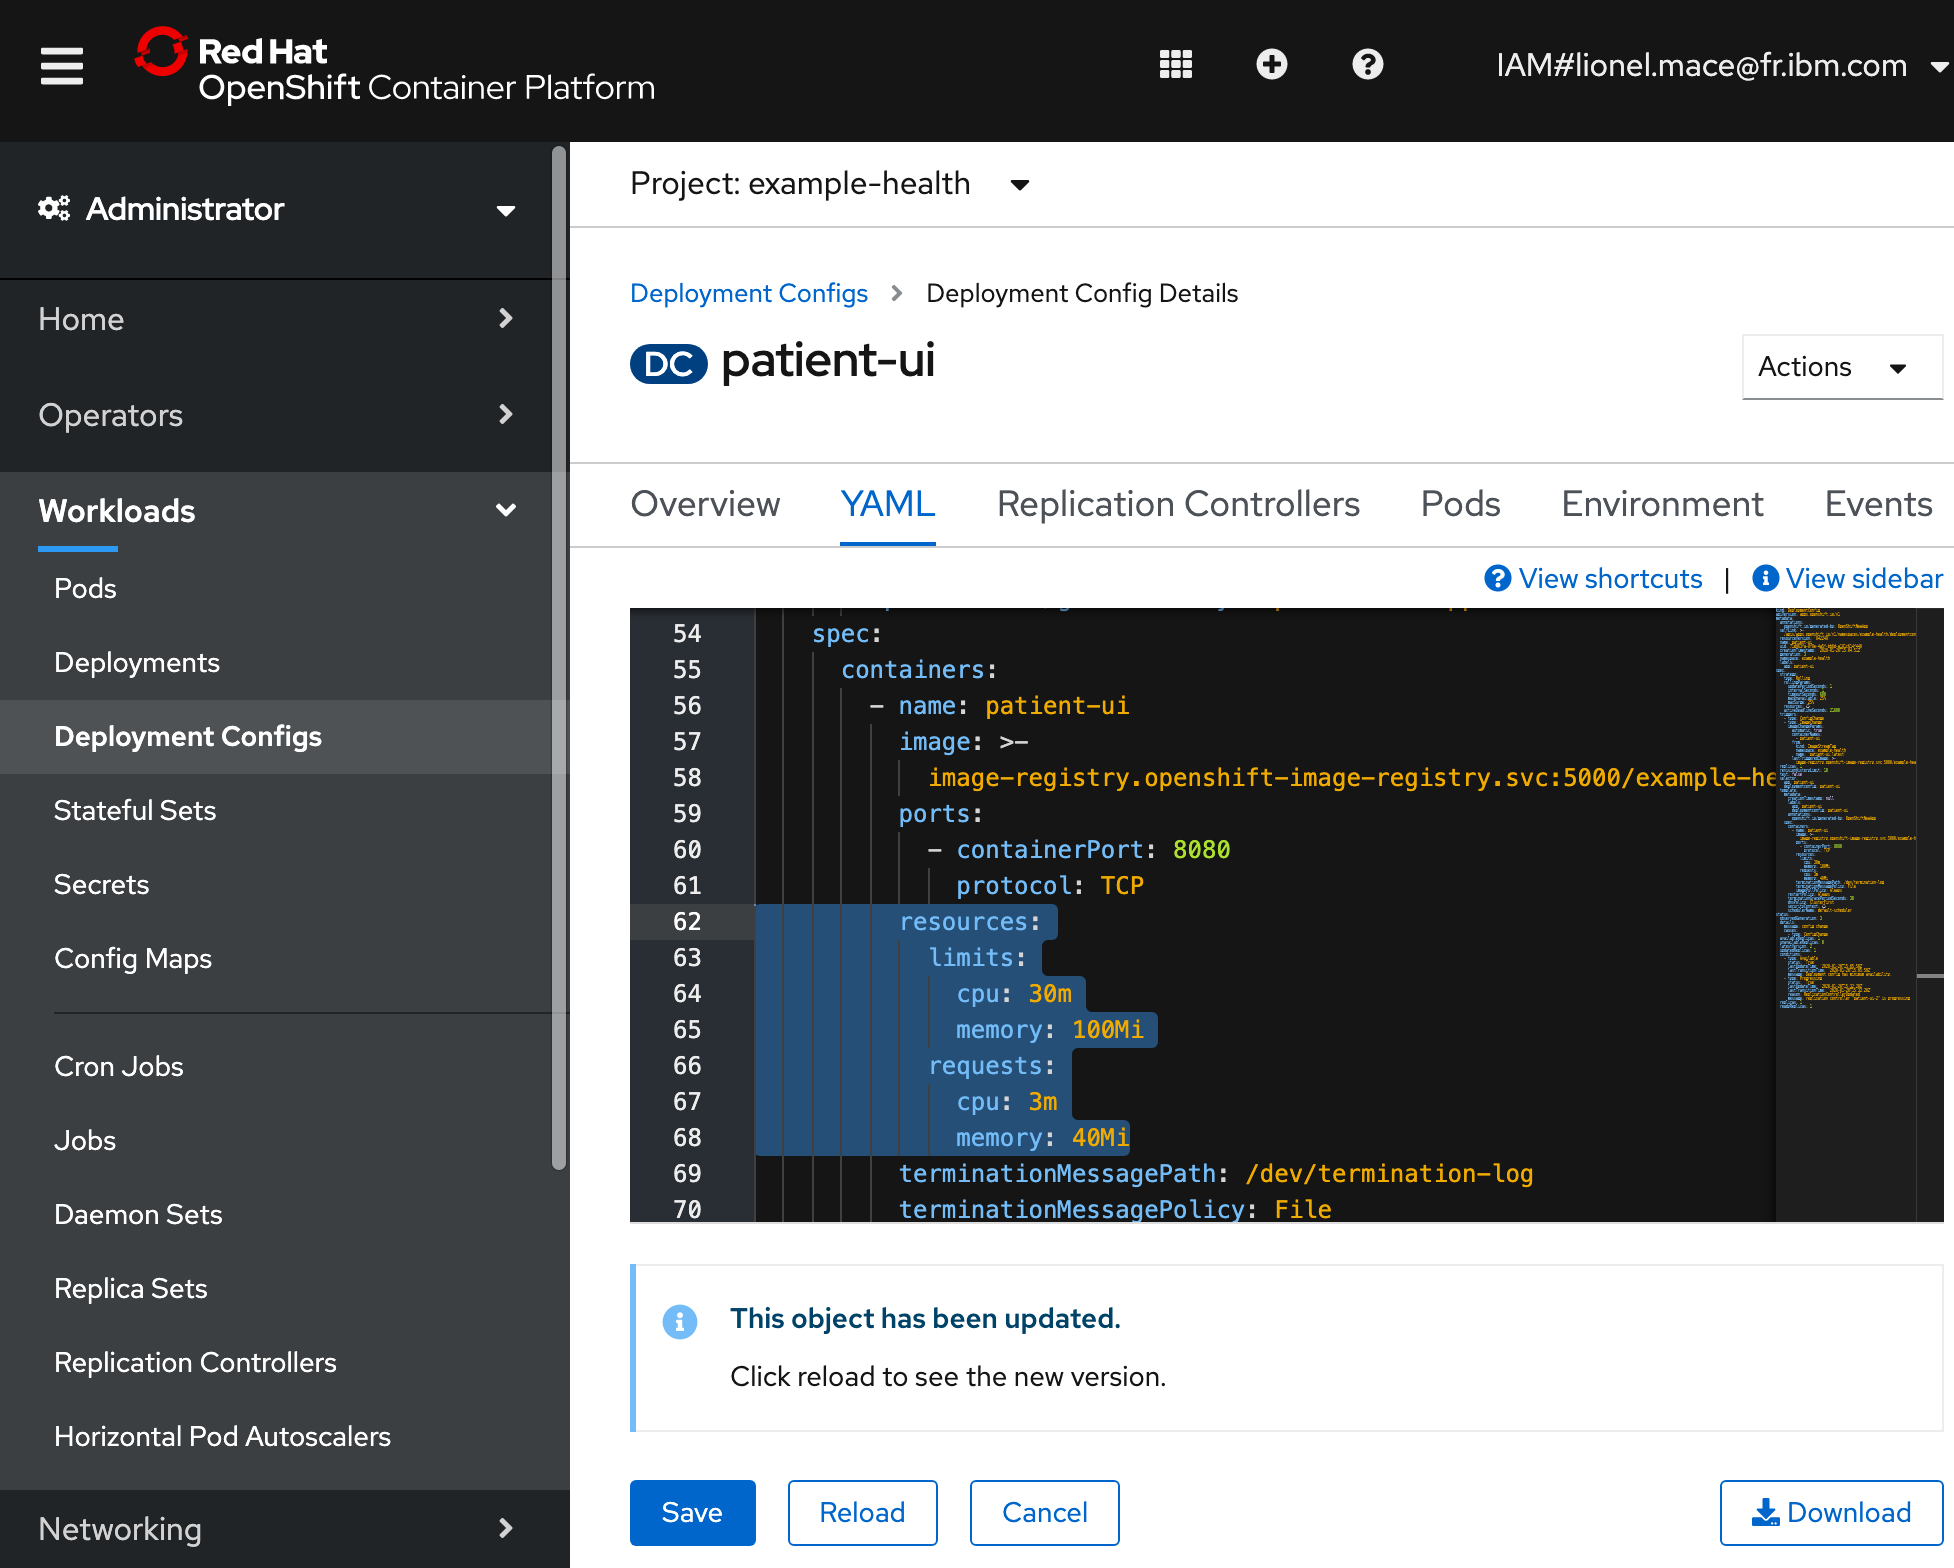 Red Hat
OpenShift Container Platform
IAM#lionel.mace@fr.ibm.com
Administrator
Home
Operators
Workloads
Pods
Deployments
Deployment Configs
Stateful Sets
Secrets
Config Maps
Cron Jobs
Jobs
Daemon Sets
Replica Sets
Replication Controllers
Horizontal Pod Autoscalers
Networking
Project: example-health
Deployment Configs > Deployment Config Details
DC patient-ui
Actions
Overview YAML Replication Controllers Pods Environment Events
View shortcuts | View sidebar
54 spec:
55 containers:
56 - name: patient-ui
57 image: >-
58 image-registry.openshift-image-registry.svc:5000/example-he
59 ports:
60 - containerPort: 8080
61 protocol: TCP
62 resources:
63 limits:
64 cpu: 30m
65 memory: 100Mi
66 requests:
67 cpu: 3m
68 memory: 40Mi
69 terminationMessagePath: /dev/termination-log
70 terminationMessagePolicy: File
This object has been updated.
Click reload to see the new version.
Save Reload Cancel Download